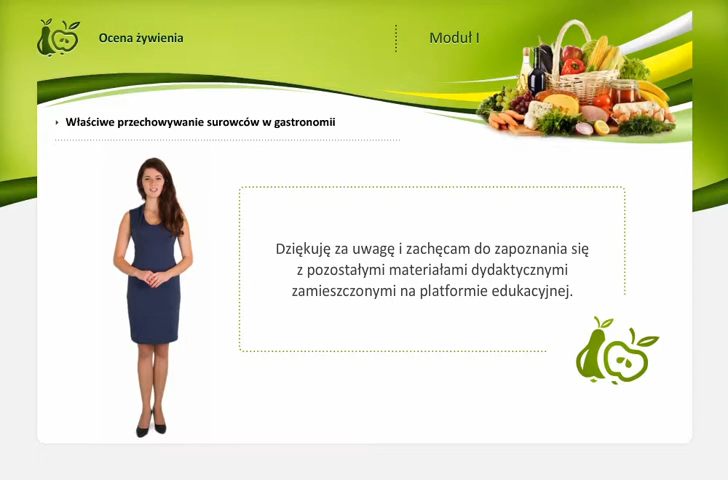 Ocena żywienia
Moduł I
Właściwe przechowywanie surowców w gastronomii
Dziękuję za uwagę i zachęcam do zapoznania się
z pozostałymi materiałami dydaktycznymi
zamieszczonymi na platformie edukacyjnej.